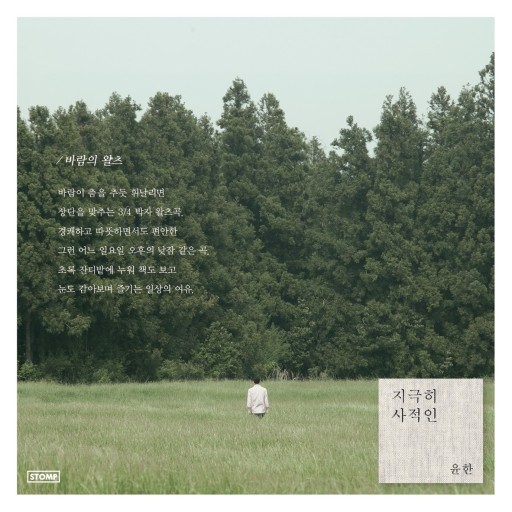 / 바람의 왈츠
바람이 춤을 추듯 휘날리면
장단을 맞추는 3/4 박자 왈츠곡.
경쾌하고 따뜻하면서도 편안한
그런 어느 일요일 오후의 낮잠 같은 곡.
초록 잔디밭에 누워 책도 보고
눈도 감아보며 즐기는 일상의 여유.
지극히
사적인
윤한
STOMP